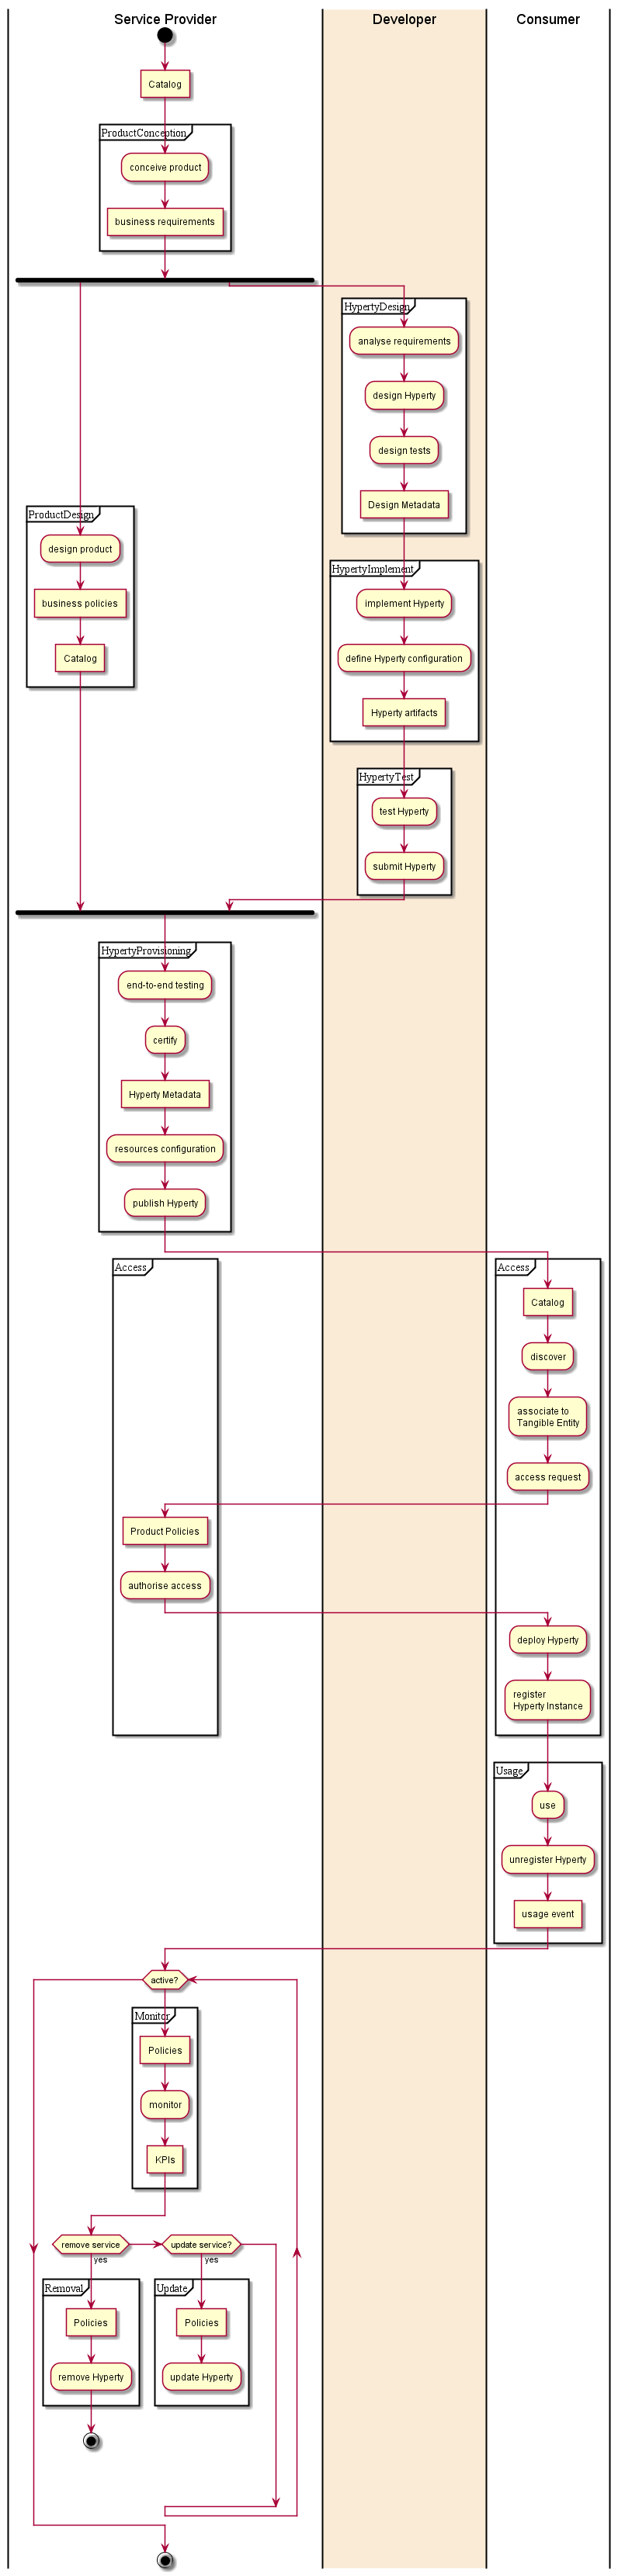 Service Provider
Developer
Consumer
Catalog
ProductConception
conceive product
business requirements
HypertyDesign
analyse requirements
design Hyperty
design tests
Design Metadata
ProductDesign
design product
business policies
Catalog
HypertyImplement
implement Hyperty
define Hyperty configuration
Hyperty artifacts
HypertyTest
test Hyperty
submit Hyperty
HypertyProvisioning
end-to-end testing
certify
Hyperty Metadata
resources configuration
publish Hyperty
Access
Access
Catalog
discover
associate to
Tangible Entity
access request
Product Policies
authorise access
deploy Hyperty
register
Hyperty Instance
Usage
use
unregister Hyperty
usage event
active?
Monitor
Policies
monitor
KPIs
remove service
update service?
yes
yes
Removal
Update
Policies
Policies
remove Hyperty
update Hyperty